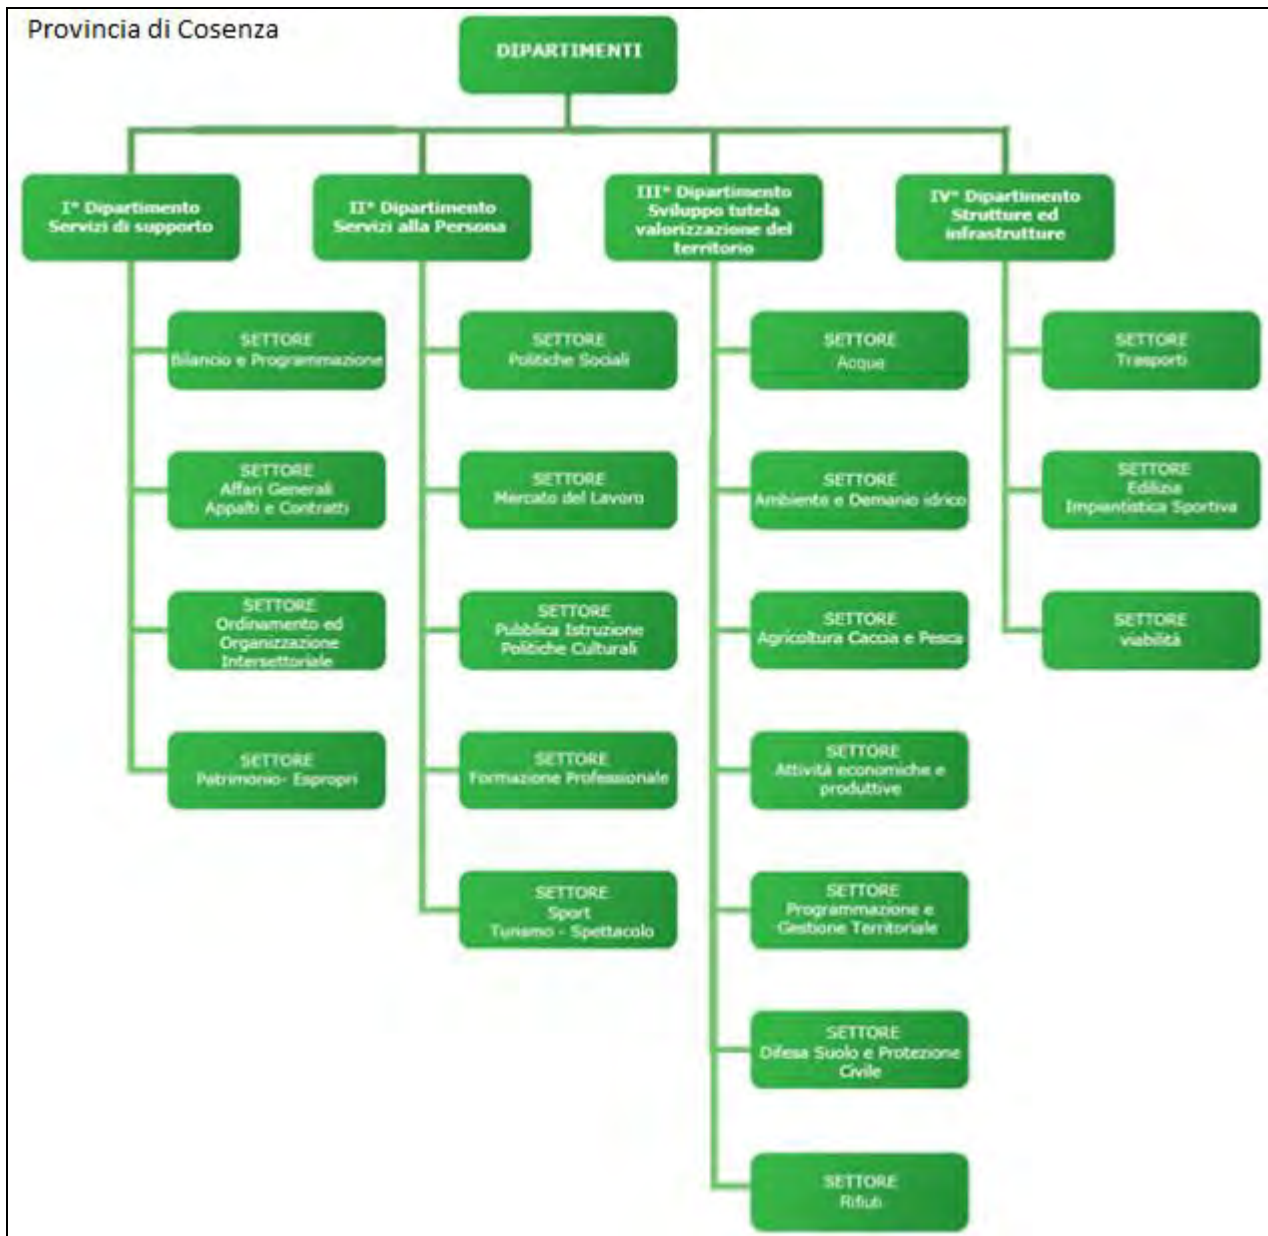 Provincia di Cosenza
DIPARTIMENTI
I° Dipartimento
Servizi di supporto
SETTORE
Bilancio e Programmazione
SETTORE
Affari Generali
Appalti e Contratti
SETTORE
Ordinamento ed
Organizzazione
Intersettoriale
SETTORE
Patrimonio- Espropri
II° Dipartimento
Servizi alla Persona
SETTORE
Politiche Sociali
SETTORE
Mercato del Lavoro
SETTORE
Pubblica Istruzione
Politiche Culturali
SETTORE
Formazione Professionale
SETTORE
Sport
Turismo - Spettacolo
III° Dipartimento
Sviluppo tutela
valorizzazione del
territorio
SETTORE
Acque
SETTORE
Ambiente e Demanio idrico
SETTORE
Agricoltura Caccia e Pesca
SETTORE
Attività economiche e
produttive
SETTORE
Programmazione e
Gestione Territoriale
SETTORE
Difesa Suolo e Protezione
Civile
SETTORE
Rifiuti
IV° Dipartimento
Strutture ed
infrastrutture
SETTORE
Trasporti
SETTORE
Edilizia
Impiantistica Sportiva
SETTORE
viabilità